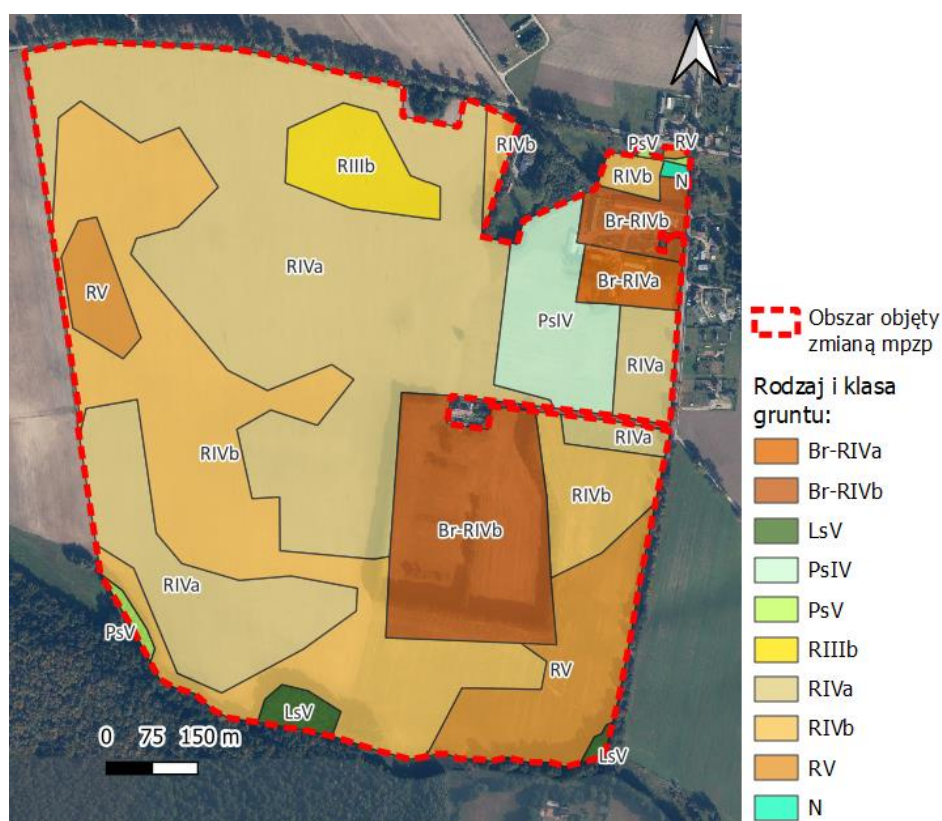 PsV
RV
RIVb
RIVb
N
RIIIb
Br-RIVb
RIVa
Br-RIVa
RV
PsIV
RIVa
RIVa
RIVb
RIVb
Br-RIVb
RIVa
PsV
RV
LsV
LsV
0 75 150 m
Obszar objęty
zmianą mpzp
Rodzaj i klasa
gruntu:
Br-RIVa
Br-RIVb
LsV
PsIV
PsV
RIIIb
RIVa
RIVb
RV
N